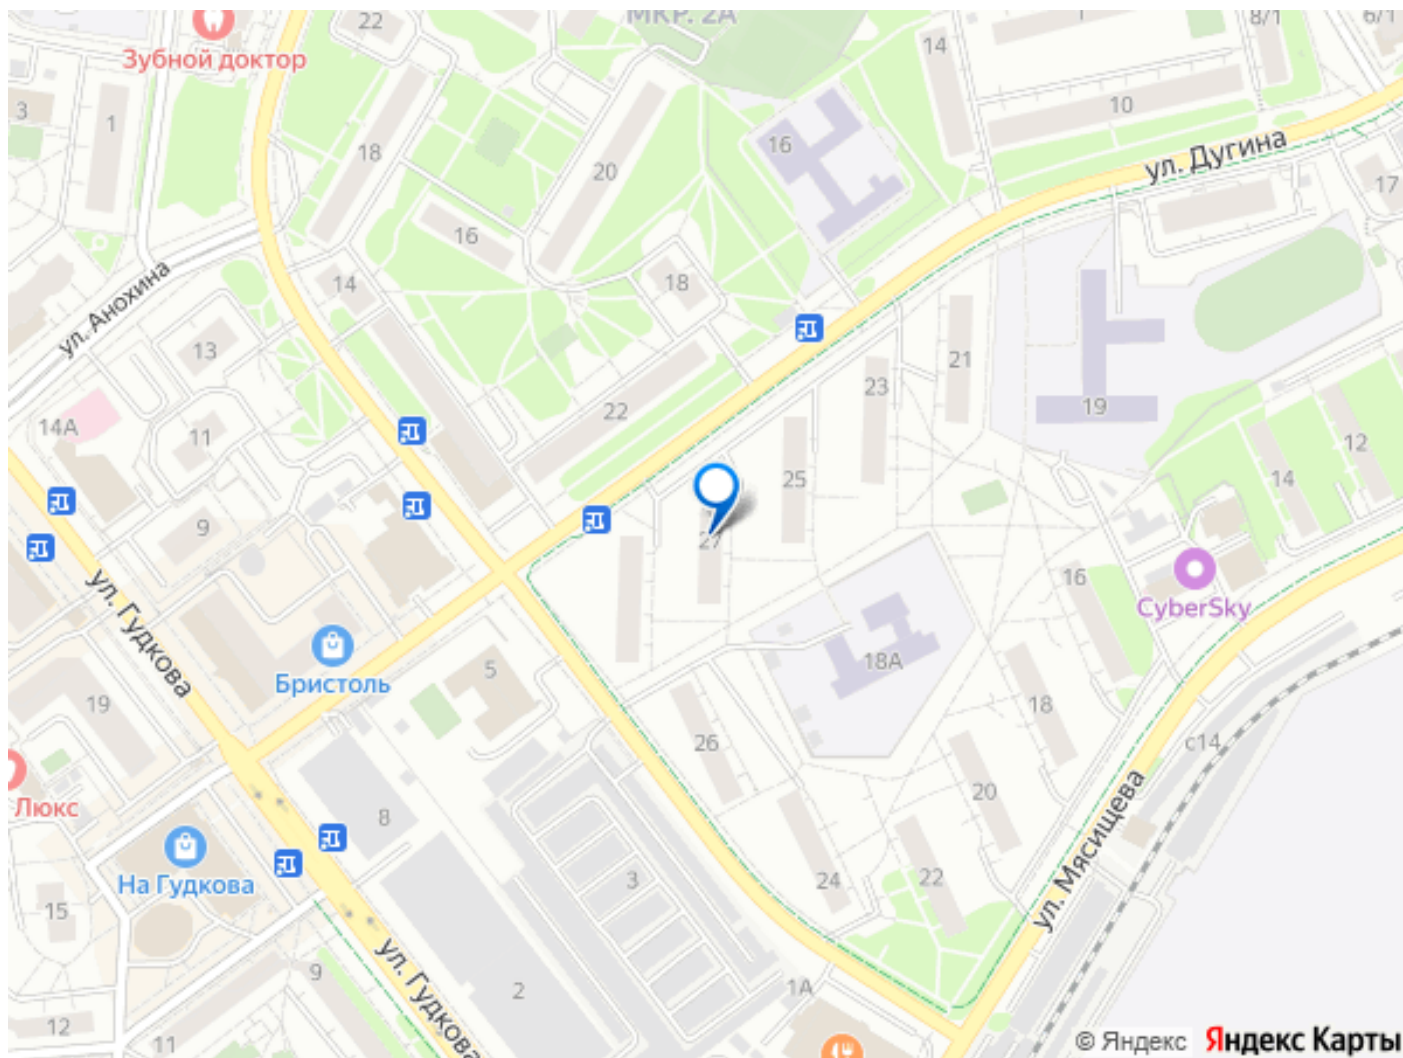 22
МКР. 2А
14
1
8/1
6/1
Зубной доктор
3
1
18
20
16
10
ул. Дугина
17
16
14
18
ул. Анохина
13
21
23
19
22
14А
11
25
14
12
9
27
16
CyberSky
ул. Гудкова
Бристоль
5
18А
19
26
18
с14
Люкс
8
20
ул. Мясищева
На Гудкова
3
24
22
15
ул. Гудкова
9
2
1А
12
11
© Яндекс
Яндекс Карты